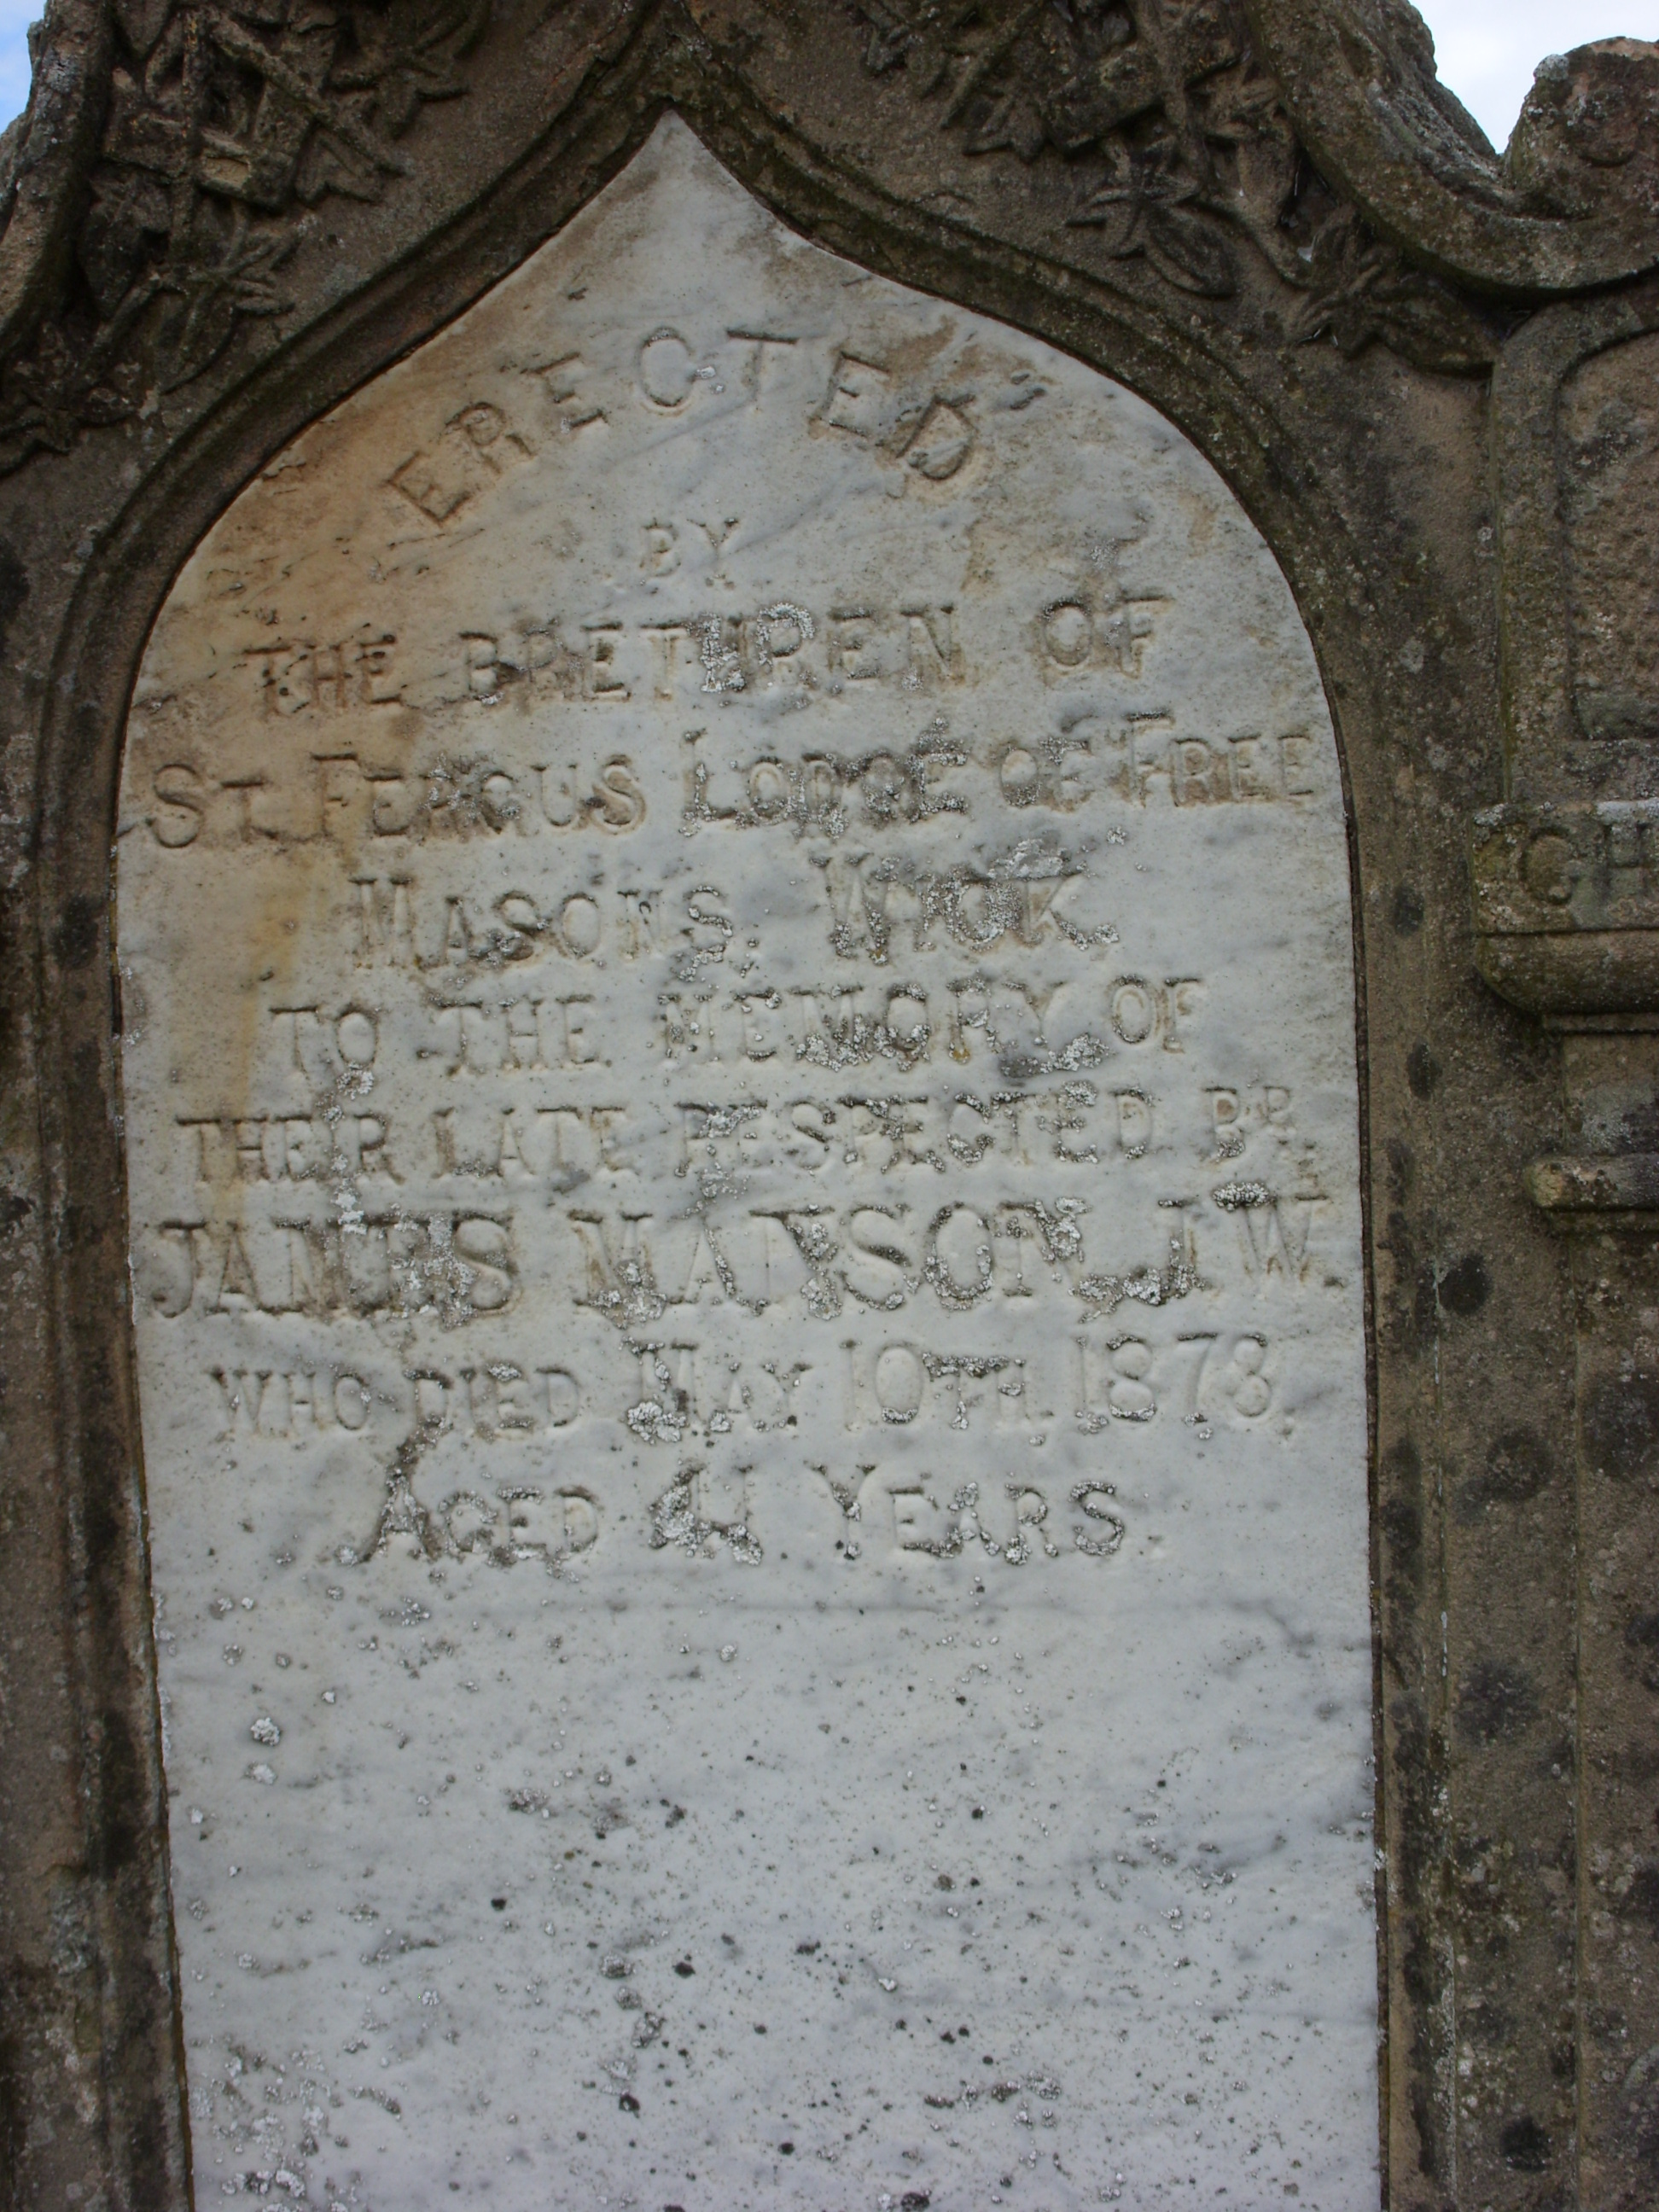 ERECTED
BY
THE BRETHREN OF
ST. FERGUS LODGE OF FREE
MASONS, WICK.
TO THE MEMORY OF
THEIR LATE RESPECTED BR.
JAMES MANSON J.W.
WHO DIED MAY 10TH. 1878,
AGED 41 YEARS.
GH